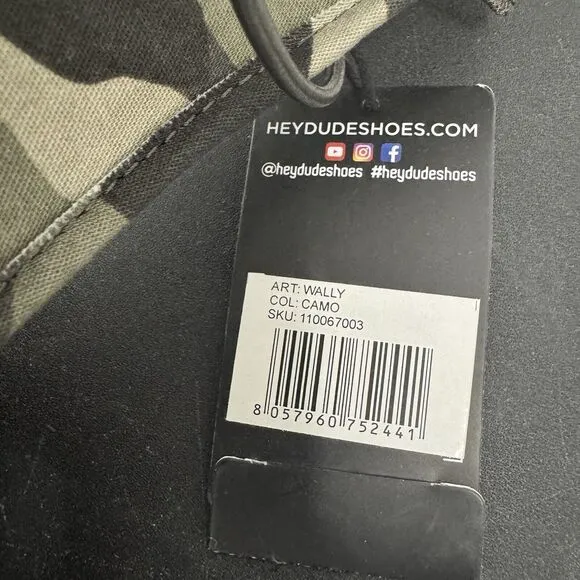 HEYDUDESHOES.COM
@heydudeshoes #heydudeshoes
ART: WALLY
COL: CAMO
SKU: 110067003
8 057960 752441